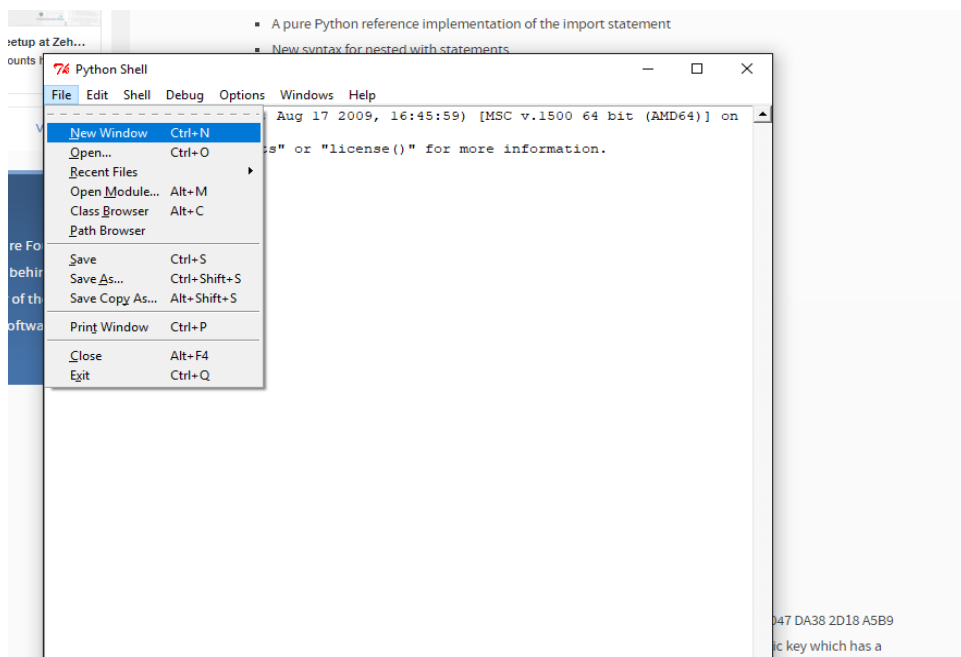 A pure Python reference implementation of the import statement
New syntax for nested with statements
at Zeh...
Python Shell
File Edit Shell Debug Options Windows Help
Aug 17 2009, 16:45:59) [MSC v.1500 64 bit (AMD64)] on
or "license()" for more information.
New Window Ctrl+N
Open... Ctrl+O
Recent Files
Open Module... Alt+M
Class Browser Alt+C
Path Browser
Save Ctrl+S
Save As... Ctrl+Shift+S
Save Copy As... Alt+Shift+S
Print Window Ctrl+P
Close Alt+F4
Exit Ctrl+Q
re Fo
behin
of th
oftwa
DA38 2D18 A5B9
ic key which has a